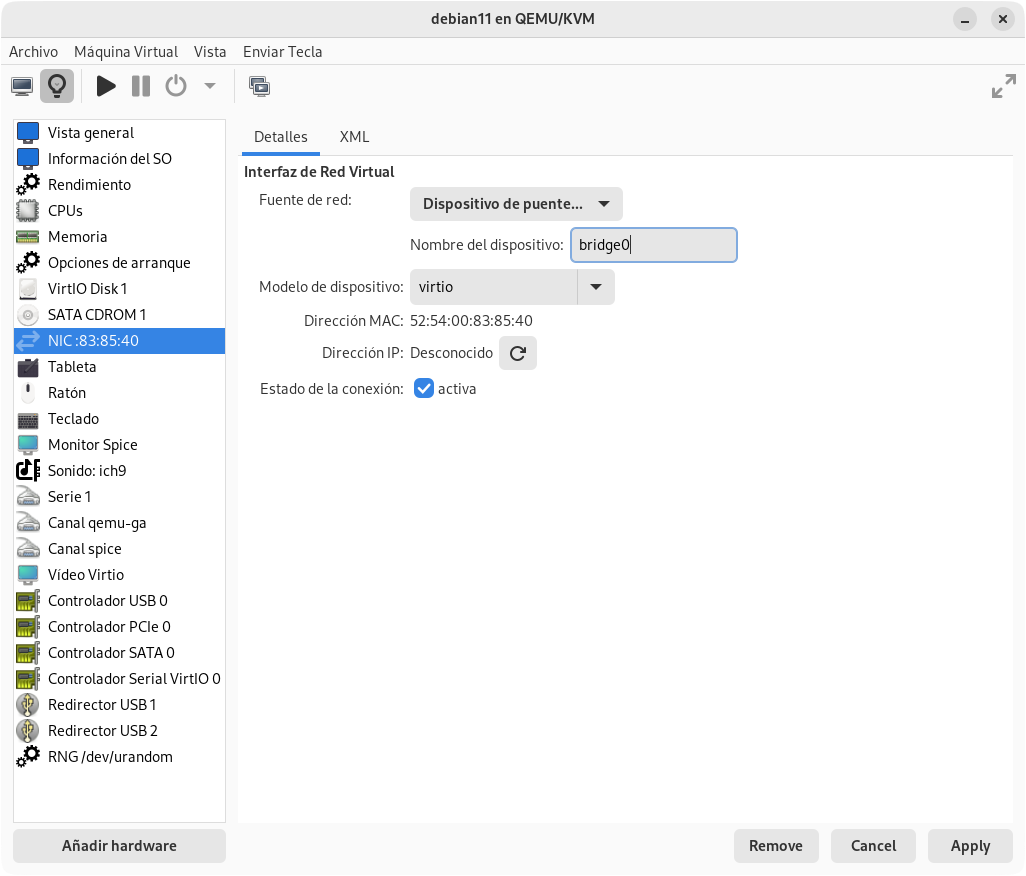 debian11 en QEMU/KVM
Archivo Máquina Virtual Vista Enviar Tecla
Vista general
Información del SO
Rendimiento
CPUs
Memoria
Opciones de arranque
VirtIO Disk 1
SATA CDROM 1
NIC :83:85:40
Tableta
Ratón
Teclado
Monitor Spice
Sonido: ich9
Serie 1
Canal qemu-ga
Canal spice
Vídeo Virtio
Controlador USB 0
Controlador PCIe 0
Controlador SATA 0
Controlador Serial VirtIO 0
Redirector USB 1
Redirector USB 2
RNG /dev/urandom
Añadir hardware
Detalles XML
Interfaz de Red Virtual
Fuente de red: Dispositivo de puente...
Nombre del dispositivo: bridge0
Modelo de dispositivo: virtio
Dirección MAC: 52:54:00:83:85:40
Dirección IP: Desconocido
Estado de la conexión: activa
Remove Cancel Apply